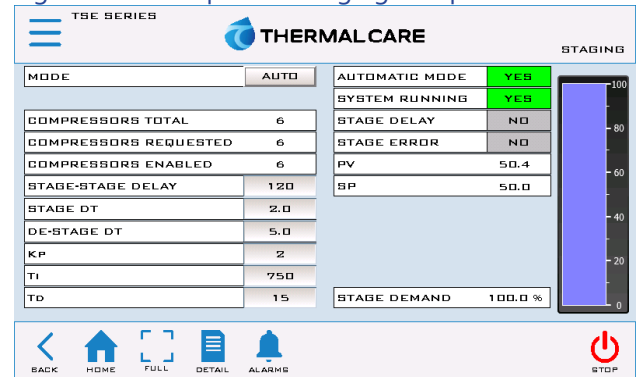 TSE SERIES
THERMALCARE
STAGING
MODE AUTO
COMPRESSORS TOTAL 6
COMPRESSORS REQUESTED 6
COMPRESSORS ENABLED 6
STAGE-STAGE DELAY 120
STAGE DT 2.0
DE-STAGE DT 5.0
KP 2
TI 750
TD 15
AUTOMATIC MODE YES
SYSTEM RUNNING YES
STAGE DELAY NO
STAGE ERROR NO
PV 50.4
SP 50.0
STAGE DEMAND 100.0 %
100
80
60
40
20
0
BACK HOME FULL DETAIL ALARMS STOP